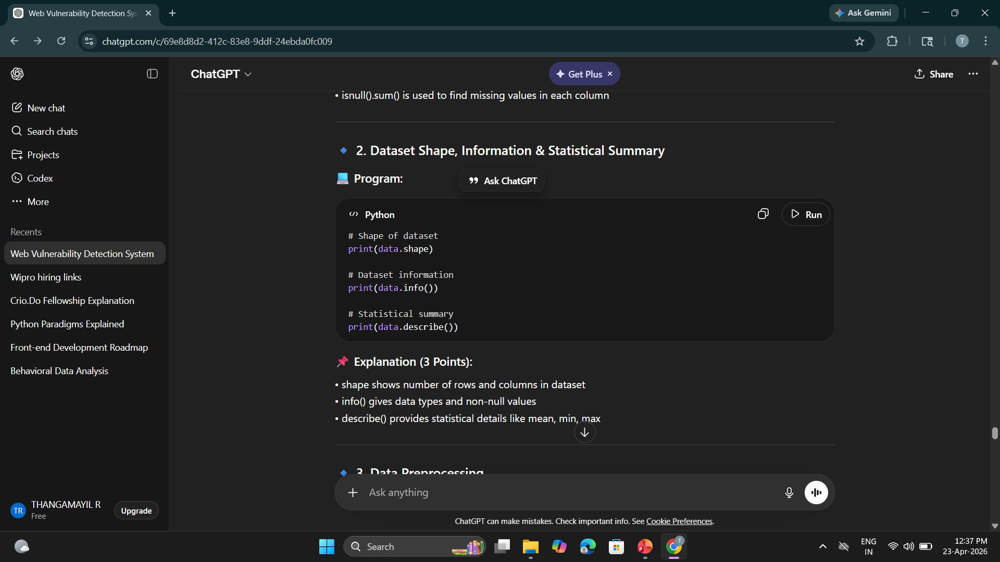 Web Vulnerability Detection Sys
Ask Gemini
chatgpt.com/c/69e8d8d2-412c-83e8-9ddf-24ebda0fc009
T
ChatGPT
Get Plus
Share
New chat
Search chats
Projects
Codex
More
Recents
Web Vulnerability Detection System
Wipro hiring links
Crio.Do Fellowship Explanation
Python Paradigms Explained
Front-end Development Roadmap
Behavioral Data Analysis
TR
THANGAMAYIL R
Free
Upgrade
• isnull().sum() is used to find missing values in each column
2. Dataset Shape, Information & Statistical Summary
Program:
Ask ChatGPT
Python
Run
# Shape of dataset
print(data.shape)
# Dataset information
print(data.info())
# Statistical summary
print(data.describe())
Explanation (3 Points):
• shape shows number of rows and columns in dataset
• info() gives data types and non-null values
• describe() provides statistical details like mean, min, max
3. Data Preprocessing
Ask anything
ChatGPT can make mistakes. Check important info. See Cookie Preferences.
Search
P
T
ENG
IN
12:37 PM
23-Apr-2026